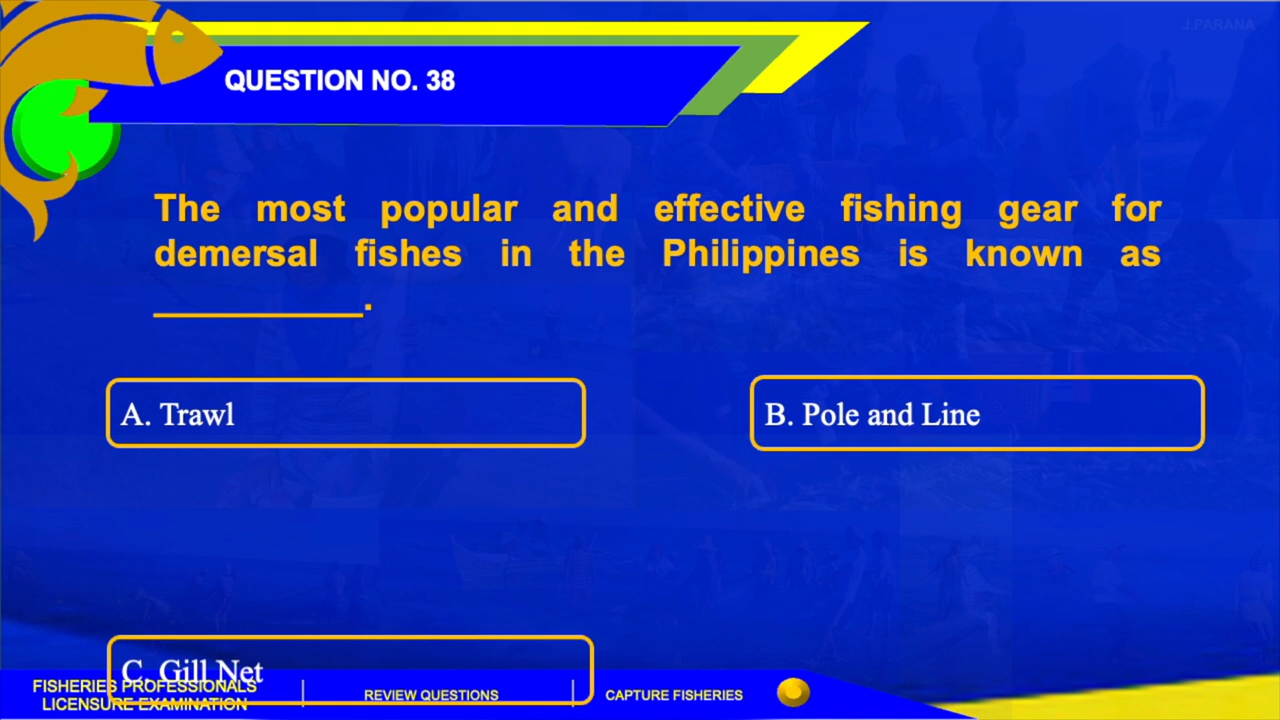 J.PARANA
QUESTION NO. 38
The most popular and effective fishing gear for
demersal fishes in the Philippines is known as
__________.
A. Trawl
B. Pole and Line
C. Gill Net
FISHERIES PROFESSIONALS
LICENSURE EXAMINATION
REVIEW QUESTIONS
CAPTURE FISHERIES